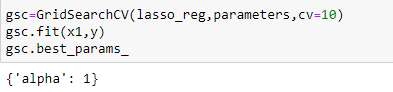 gsc=GridSearchCV(lasso_reg,parameters,cv=10)
gsc.fit(x1,y)
gsc.best_params_
{'alpha': 1}